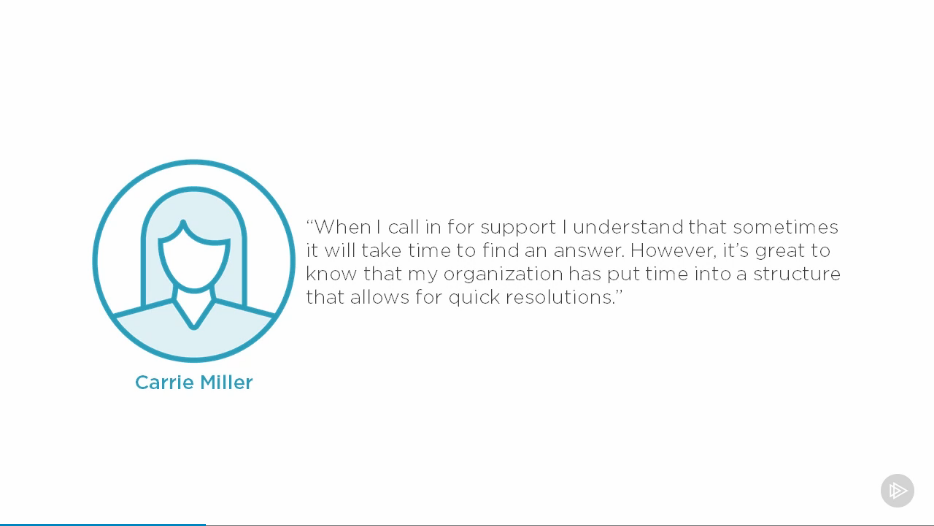 “When I call in for support I understand that sometimes
it will take time to find an answer. However, it’s great to
know that my organization has put time into a structure
that allows for quick resolutions.”
Carrie Miller